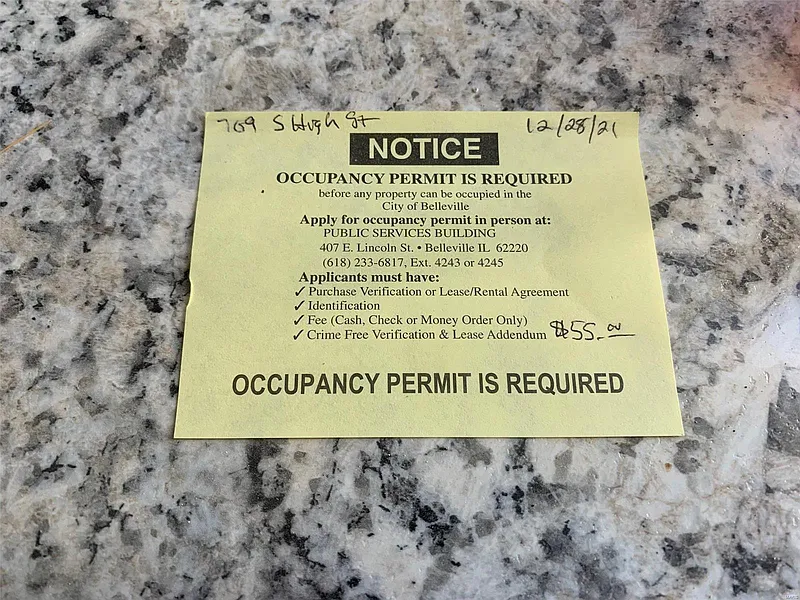 709 S High St 12/28/21
NOTICE
OCCUPANCY PERMIT IS REQUIRED
before any property can be occupied in the
City of Belleville
Apply for occupancy permit in person at:
PUBLIC SERVICES BUILDING
407 E. Lincoln St. • Belleville IL 62220
(618) 233-6817, Ext. 4243 or 4245
Applicants must have:
✓ Purchase Verification or Lease/Rental Agreement
✓ Identification
✓ Fee (Cash, Check or Money Order Only)
✓ Crime Free Verification & Lease Addendum $55.00
OCCUPANCY PERMIT IS REQUIRED